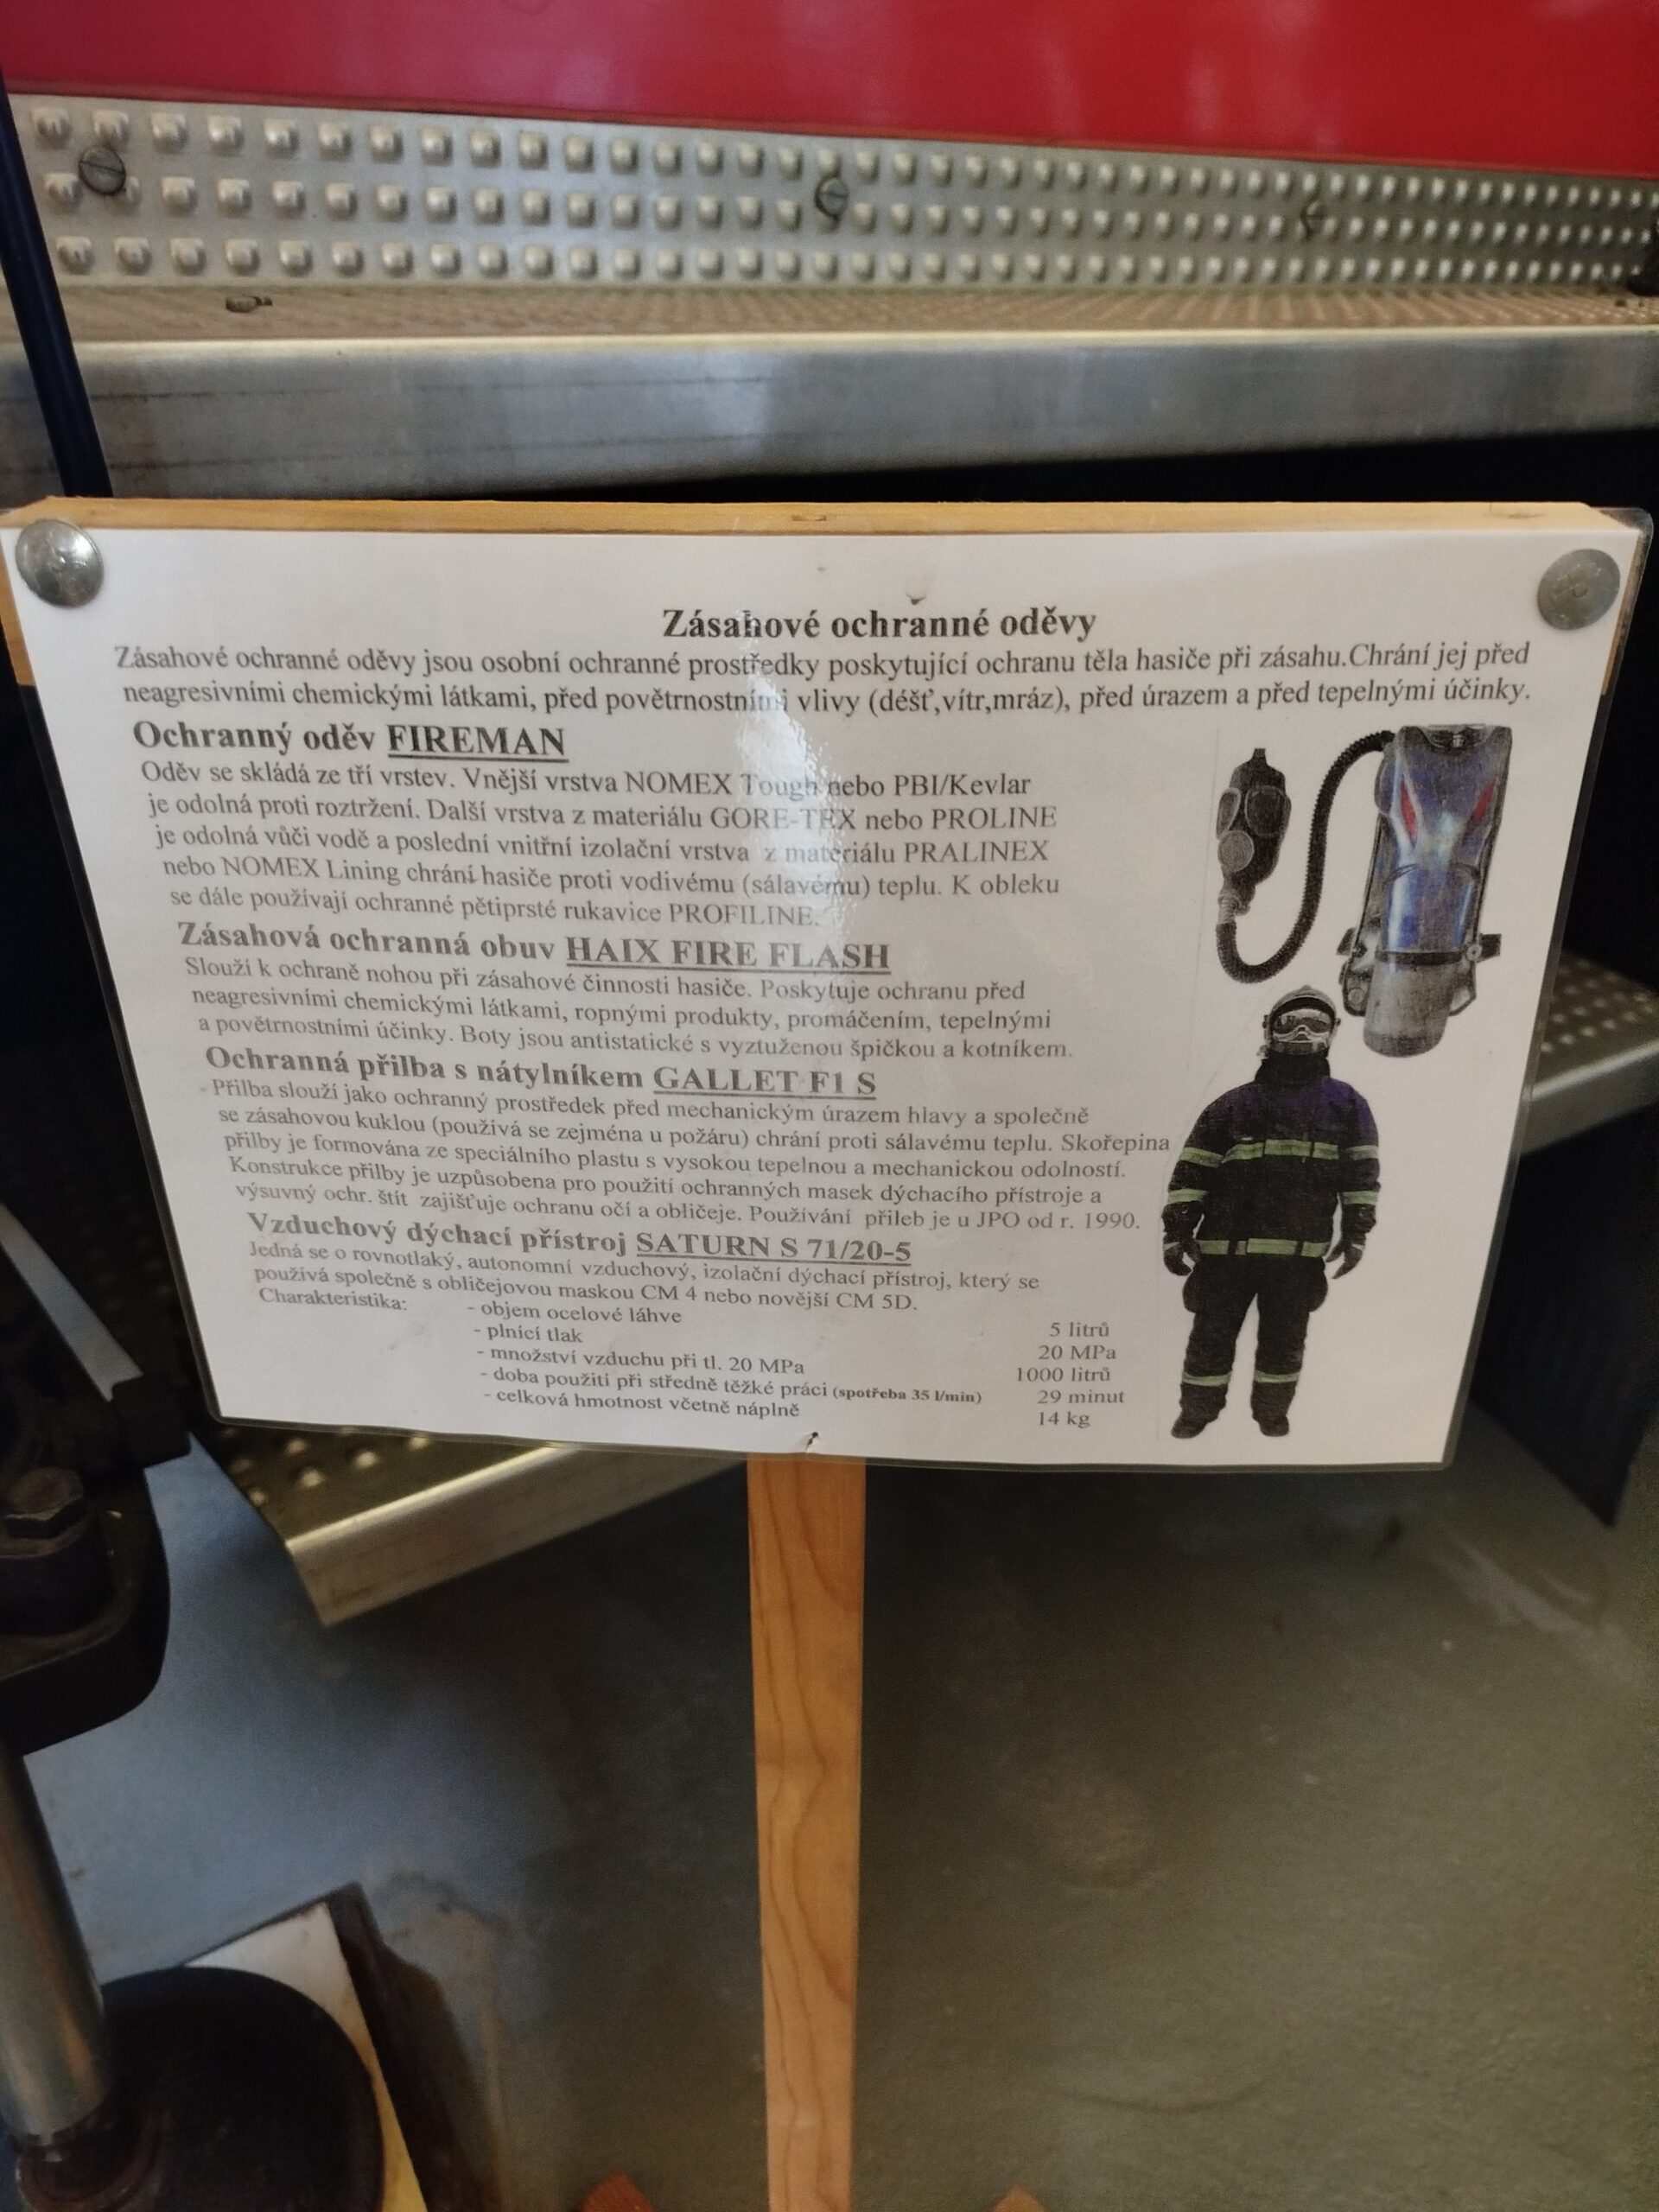 Zásahové ochranné oděvy
Zásahové ochranné oděvy jsou osobní ochranné prostředky poskytující ochranu těla hasiče při zásahu.Chrání jej před
neagresivními chemickými látkami, před povětrnostními vlivy (déšť,vítr,mráz), před úrazem a před tepelnými účinky.
Ochranný oděv FIREMAN
Oděv se skládá ze tří vrstev. Vnější vrstva NOMEX Tough nebo PBI/Kevlar
je odolná proti roztržení. Další vrstva z materiálu GORE-TEX nebo PROLINE
je odolná vůči vodě a poslední vnitřní izolační vrstva z materiálu PRALINEX
nebo NOMEX Lining chrání hasiče proti vodivému (sálavému) teplu. K obleku
se dále používají ochranné pětiprsté rukavice PROFILINE.
Zásahová ochranná obuv HAIX FIRE FLASH
Slouží k ochraně nohou při zásahové činnosti hasiče. Poskytuje ochranu před
neagresivními chemickými látkami, ropnými produkty, promáčením, tepelnými
a povětrnostními účinky. Boty jsou antistatické s vyztuženou špičkou a kotníkem.
Ochranná přilba s nátylníkem GALLET F1 S
Přilba slouží jako ochranný prostředek před mechanickým úrazem hlavy a společně
se zásahovou kuklou (používá se zejména u požáru) chrání proti sálavému teplu. Skořepina
přilby je formována ze speciálního plastu s vysokou tepelnou a mechanickou odolností.
Konstrukce přilby je uzpůsobena pro použití ochranných masek dýchacího přístroje a
výsuvný ochr. štít zajišťuje ochranu očí a obličeje. Používání přileb je u JPO od r. 1990.
Vzduchový dýchací přístroj SATURN S 71/20-5
Jedná se o rovnotlaký, autonomní vzduchový, izolační dýchací přístroj, který se
používá společně s obličejovou maskou CM 4 nebo novější CM 5D.
Charakteristika: - objem ocelové láhve 5 litrů
- plnící tlak 20 MPa
- množství vzduchu při tl. 20 MPa 1000 litrů
- doba použití při středně těžké práci (spotřeba 35 l/min) 29 minut
- celková hmotnost včetně náplně 14 kg